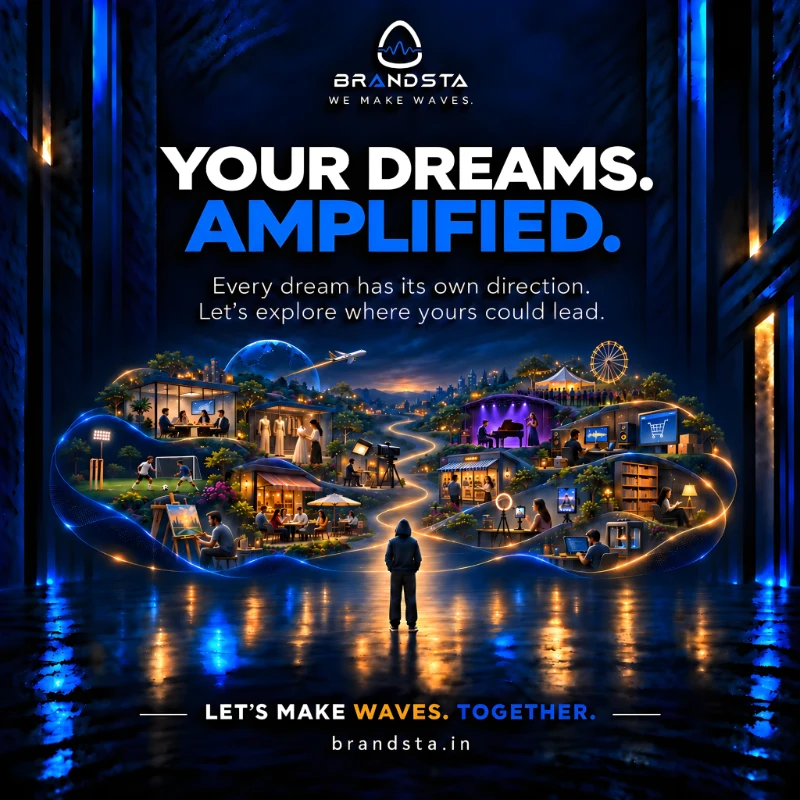 BRANDSTA
WE MAKE WAVES.
YOUR DREAMS.
AMPLIFIED.
Every dream has its own direction.
Let's explore where yours could lead.
LET'S MAKE WAVES. TOGETHER.
brandsta.in